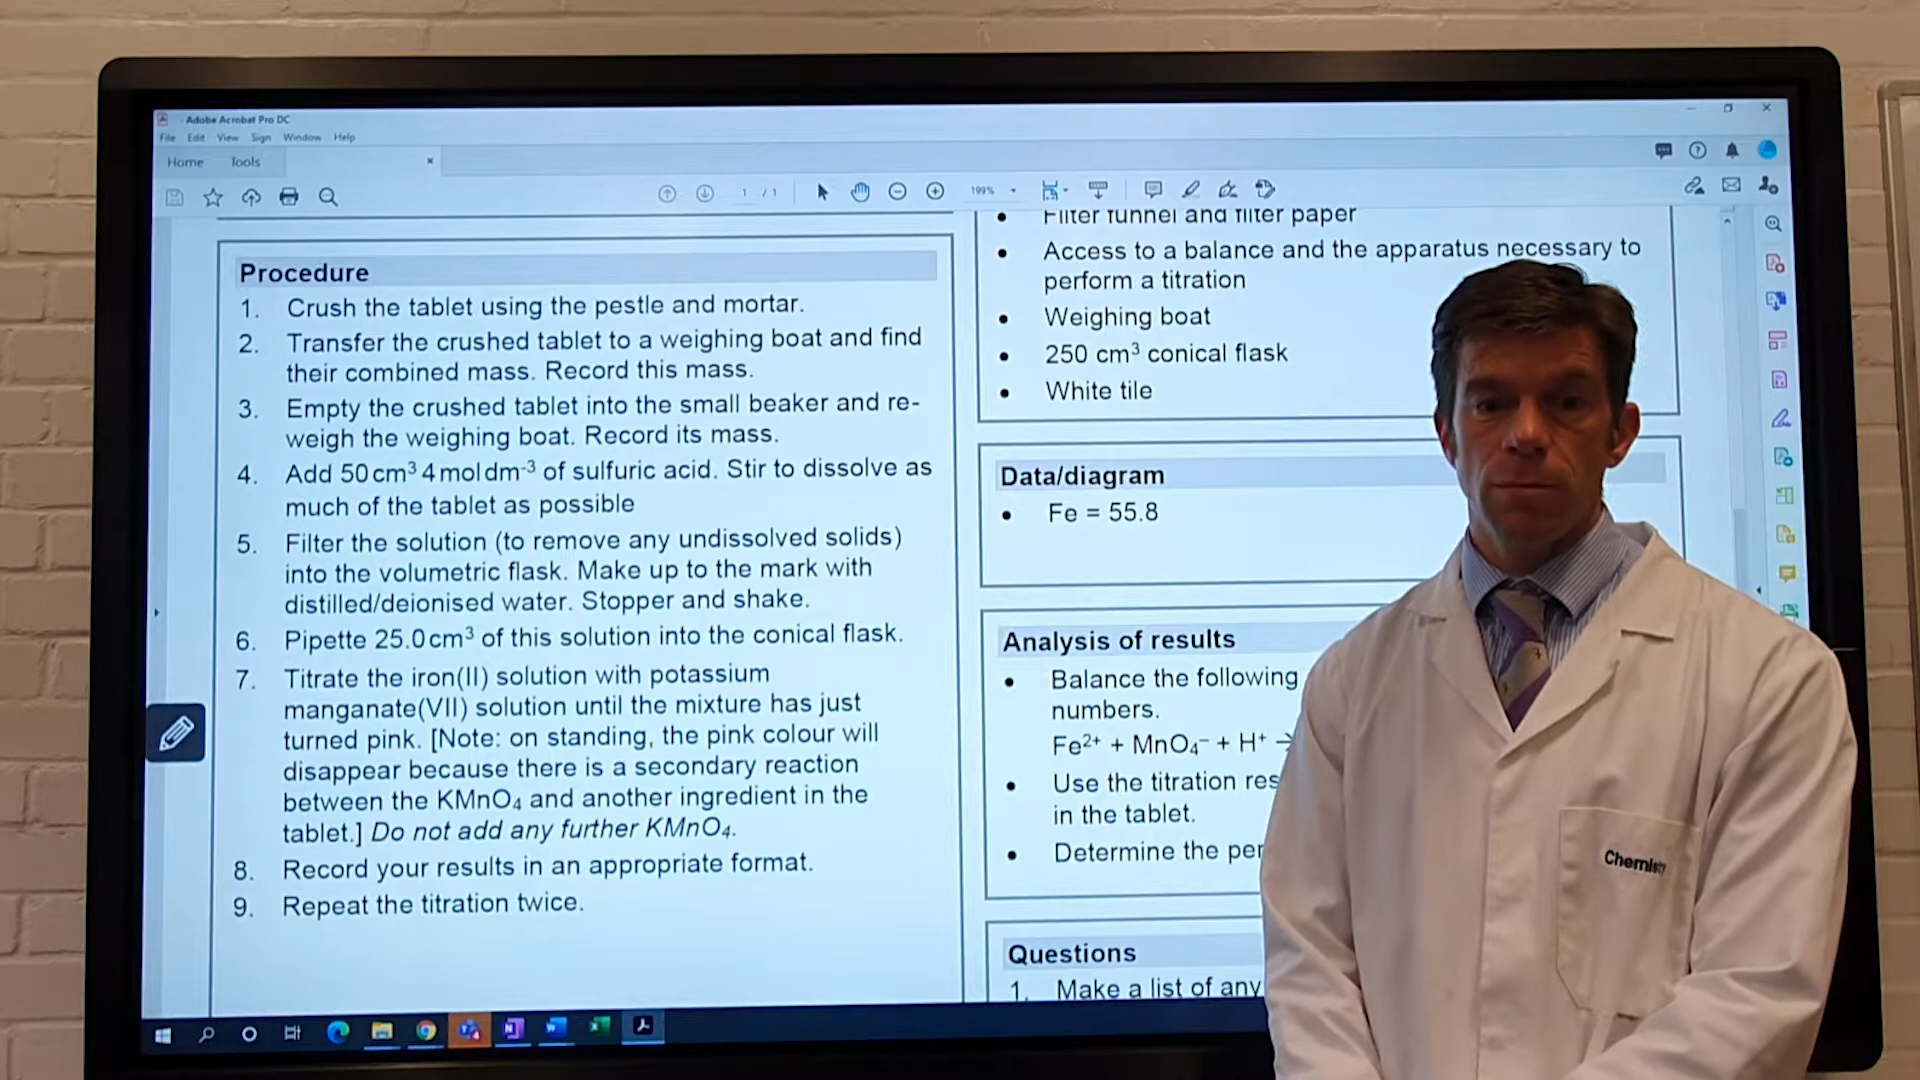 Adobe Acrobat Pro DC
File Edit View Sign Window Help
Home Tools
1 / 1
199%
Procedure
1. Crush the tablet using the pestle and mortar.
2. Transfer the crushed tablet to a weighing boat and find
their combined mass. Record this mass.
3. Empty the crushed tablet into the small beaker and re-
weigh the weighing boat. Record its mass.
4. Add 50 cm³ 4 mol dm⁻³ of sulfuric acid. Stir to dissolve as
much of the tablet as possible
5. Filter the solution (to remove any undissolved solids)
into the volumetric flask. Make up to the mark with
distilled/deionised water. Stopper and shake.
6. Pipette 25.0 cm³ of this solution into the conical flask.
7. Titrate the iron(II) solution with potassium
manganate(VII) solution until the mixture has just
turned pink. [Note: on standing, the pink colour will
disappear because there is a secondary reaction
between the KMnO₄ and another ingredient in the
tablet.] Do not add any further KMnO₄.
8. Record your results in an appropriate format.
9. Repeat the titration twice.
• Filter funnel and filter paper
• Access to a balance and the apparatus necessary to
perform a titration
• Weighing boat
• 250 cm³ conical flask
• White tile
Data/diagram
• Fe = 55.8
Analysis of results
• Balance the following
numbers.
Fe²⁺ + MnO₄⁻ + H⁺ →
• Use the titration res
in the tablet.
• Determine the per
Questions
1. Make a list of any
Chemistry